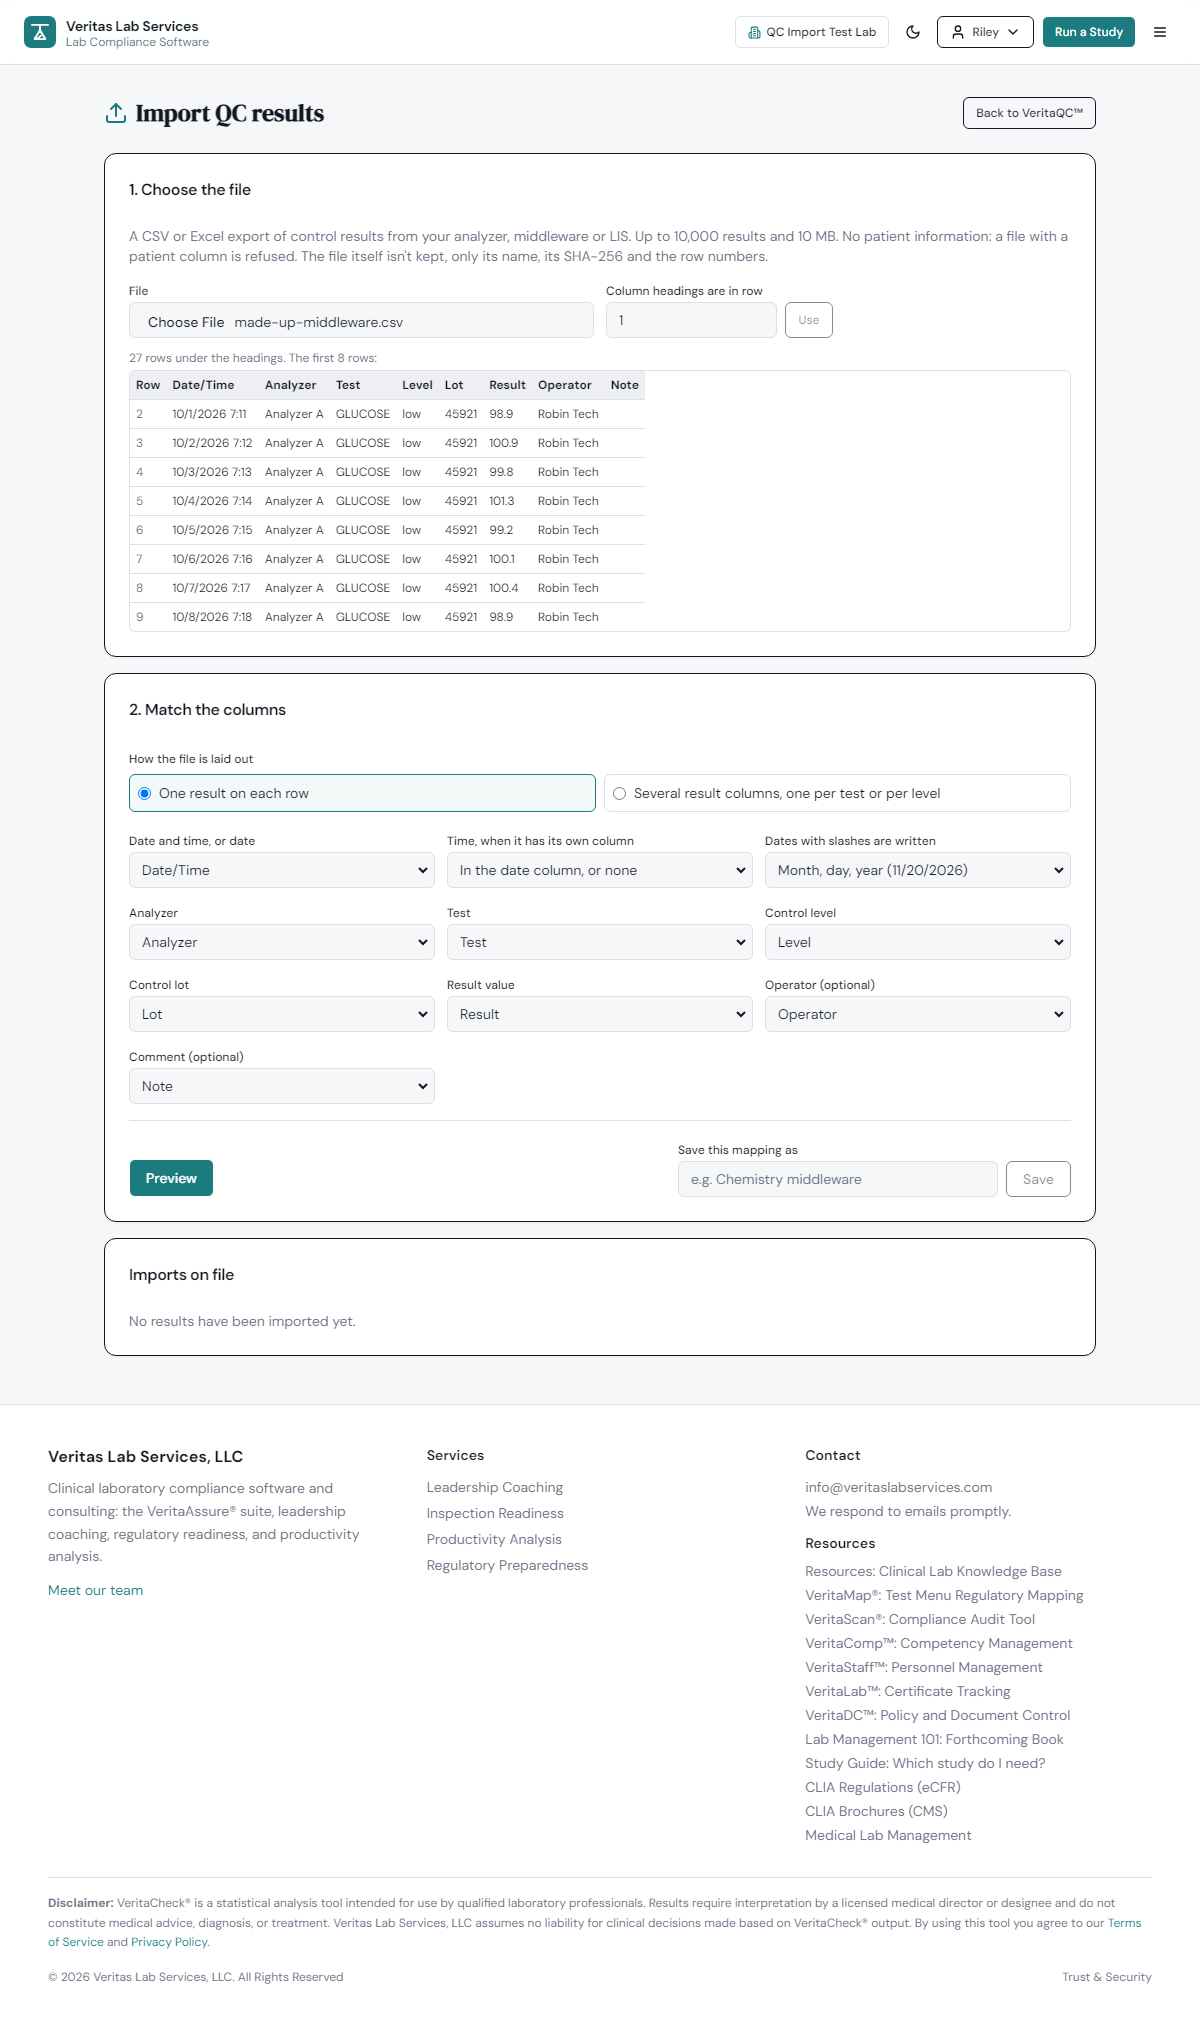 Veritas Lab Services
Lab Compliance Software
QC Import Test Lab
Riley
Run a Study
Import QC results
Back to VeritaQC™
1. Choose the file
A CSV or Excel export of control results from your analyzer, middleware or LIS. Up to 10,000 results and 10 MB. No patient information: a file with a
patient column is refused. The file itself isn't kept, only its name, its SHA-256 and the row numbers.
File
Column headings are in row
Choose File made-up-middleware.csv
1
Use
27 rows under the headings. The first 8 rows:
Row Date/Time Analyzer Test Level Lot Result Operator Note
2 10/1/2026 7:11 Analyzer A GLUCOSE low 45921 98.9 Robin Tech
3 10/2/2026 7:12 Analyzer A GLUCOSE low 45921 100.9 Robin Tech
4 10/3/2026 7:13 Analyzer A GLUCOSE low 45921 99.8 Robin Tech
5 10/4/2026 7:14 Analyzer A GLUCOSE low 45921 101.3 Robin Tech
6 10/5/2026 7:15 Analyzer A GLUCOSE low 45921 99.2 Robin Tech
7 10/6/2026 7:16 Analyzer A GLUCOSE low 45921 100.1 Robin Tech
8 10/7/2026 7:17 Analyzer A GLUCOSE low 45921 100.4 Robin Tech
9 10/8/2026 7:18 Analyzer A GLUCOSE low 45921 98.9 Robin Tech
2. Match the columns
How the file is laid out
One result on each row
Several result columns, one per test or per level
Date and time, or date
Time, when it has its own column
Dates with slashes are written
Date/Time
In the date column, or none
Month, day, year (11/20/2026)
Analyzer
Test
Control level
Analyzer
Test
Level
Control lot
Result value
Operator (optional)
Lot
Result
Operator
Comment (optional)
Note
Save this mapping as
Preview
e.g. Chemistry middleware
Save
Imports on file
No results have been imported yet.
Veritas Lab Services, LLC
Clinical laboratory compliance software and
consulting: the VeritaAssure® suite, leadership
coaching, regulatory readiness, and productivity
analysis.
Meet our team
Services
Leadership Coaching
Inspection Readiness
Productivity Analysis
Regulatory Preparedness
Contact
info@veritaslabservices.com
We respond to emails promptly.
Resources
Resources: Clinical Lab Knowledge Base
VeritaMap®: Test Menu Regulatory Mapping
VeritaScan®: Compliance Audit Tool
VeritaComp™: Competency Management
VeritaStaff™: Personnel Management
VeritaLab™: Certificate Tracking
VeritaDC™: Policy and Document Control
Lab Management 101: Forthcoming Book
Study Guide: Which study do I need?
CLIA Regulations (eCFR)
CLIA Brochures (CMS)
Medical Lab Management
Disclaimer: VeritaCheck® is a statistical analysis tool intended for use by qualified laboratory professionals. Results require interpretation by a licensed medical director or designee and do not
constitute medical advice, diagnosis, or treatment. Veritas Lab Services, LLC assumes no liability for clinical decisions made based on VeritaCheck® output. By using this tool you agree to our Terms
of Service and Privacy Policy.
© 2026 Veritas Lab Services, LLC. All Rights Reserved
Trust & Security